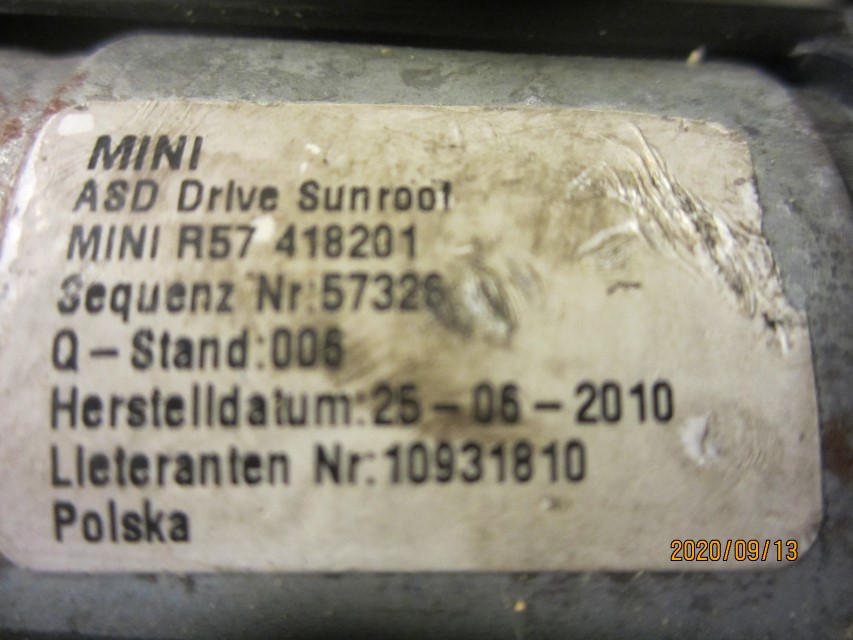 MINI
ASD Drive Sunroof
MINI R57 418201
Sequenz Nr:57326
Q-Stand:006
Herstelldatum:25-06-2010
Lieferanten Nr:10931810
Polska
2020/09/13